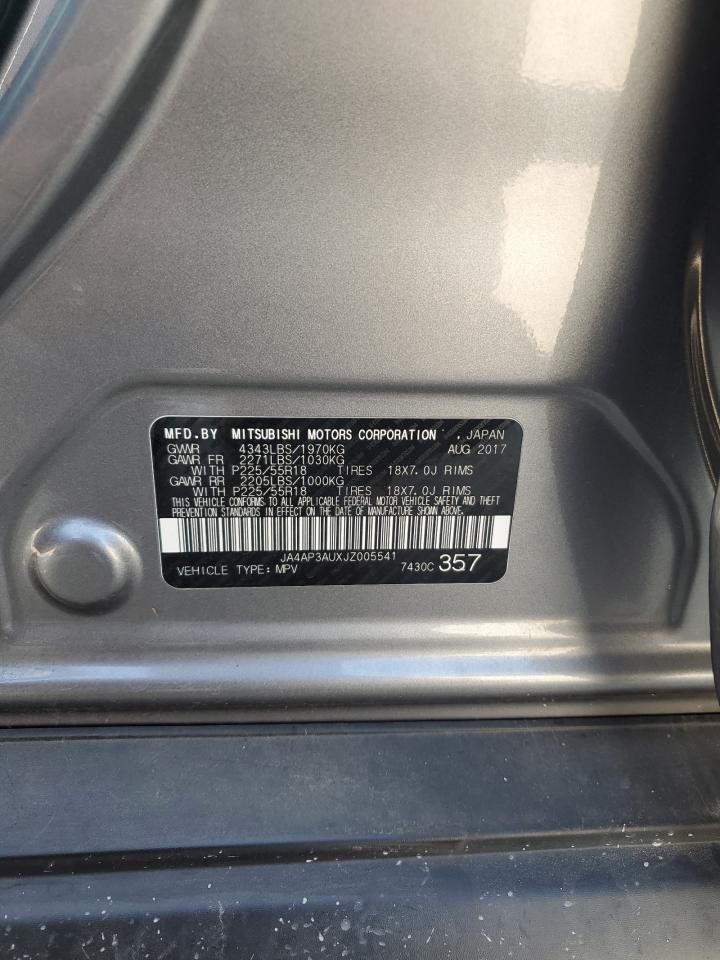 MFD.BY MITSUBISHI MOTORS CORPORATION , JAPAN
GVWR 4343LBS/1970KG AUG 2017
GAWR FR 2271LBS/1030KG
WITH P225/55R18 TIRES 18X7.0J RIMS
GAWR RR 2205LBS/1000KG
WITH P225/55R18 TIRES 18X7.0J RIMS
THIS VEHICLE CONFORMS TO ALL APPLICABLE FEDERAL MOTOR VEHICLE SAFETY AND THEFT
PREVENTION STANDARDS IN EFFECT ON THE DATE OF MANUFACTURE SHOWN ABOVE.
JA4AP3AUXJZ005541
VEHICLE TYPE:MPV 7430C 357